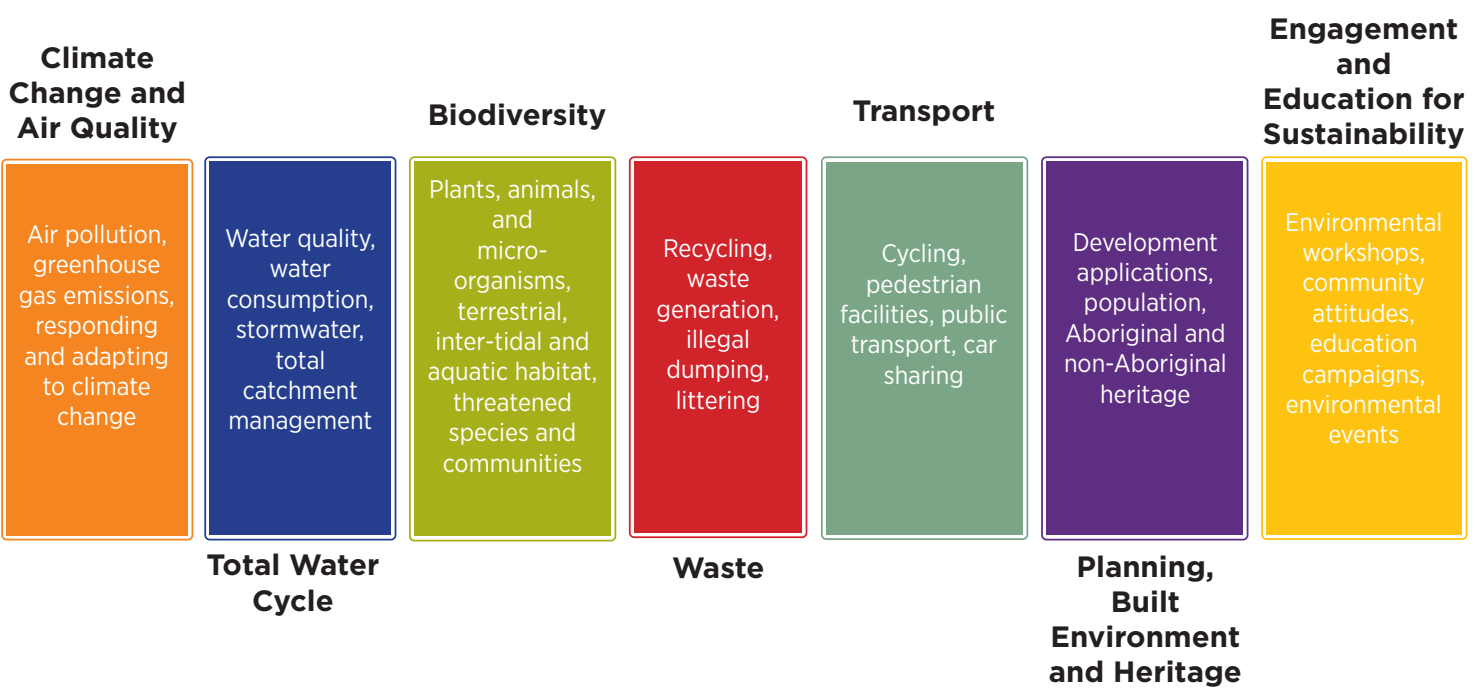 Climate
Change and
Air Quality
Air pollution,
greenhouse
gas emissions,
responding
and adapting
to climate
change
Water quality,
water
consumption,
stormwater,
total
catchment
management
Total Water
Cycle
Biodiversity
Plants, animals,
and
micro-
organisms,
terrestrial,
inter-tidal and
aquatic habitat,
threatened
species and
communities
Recycling,
waste
generation,
illegal
dumping,
littering
Waste
Transport
Cycling,
pedestrian
facilities, public
transport, car
sharing
Development
applications,
population,
Aboriginal and
non-Aboriginal
heritage
Planning,
Built
Environment
and Heritage
Engagement
and
Education for
Sustainability
Environmental
workshops,
community
attitudes,
education
campaigns,
environmental
events